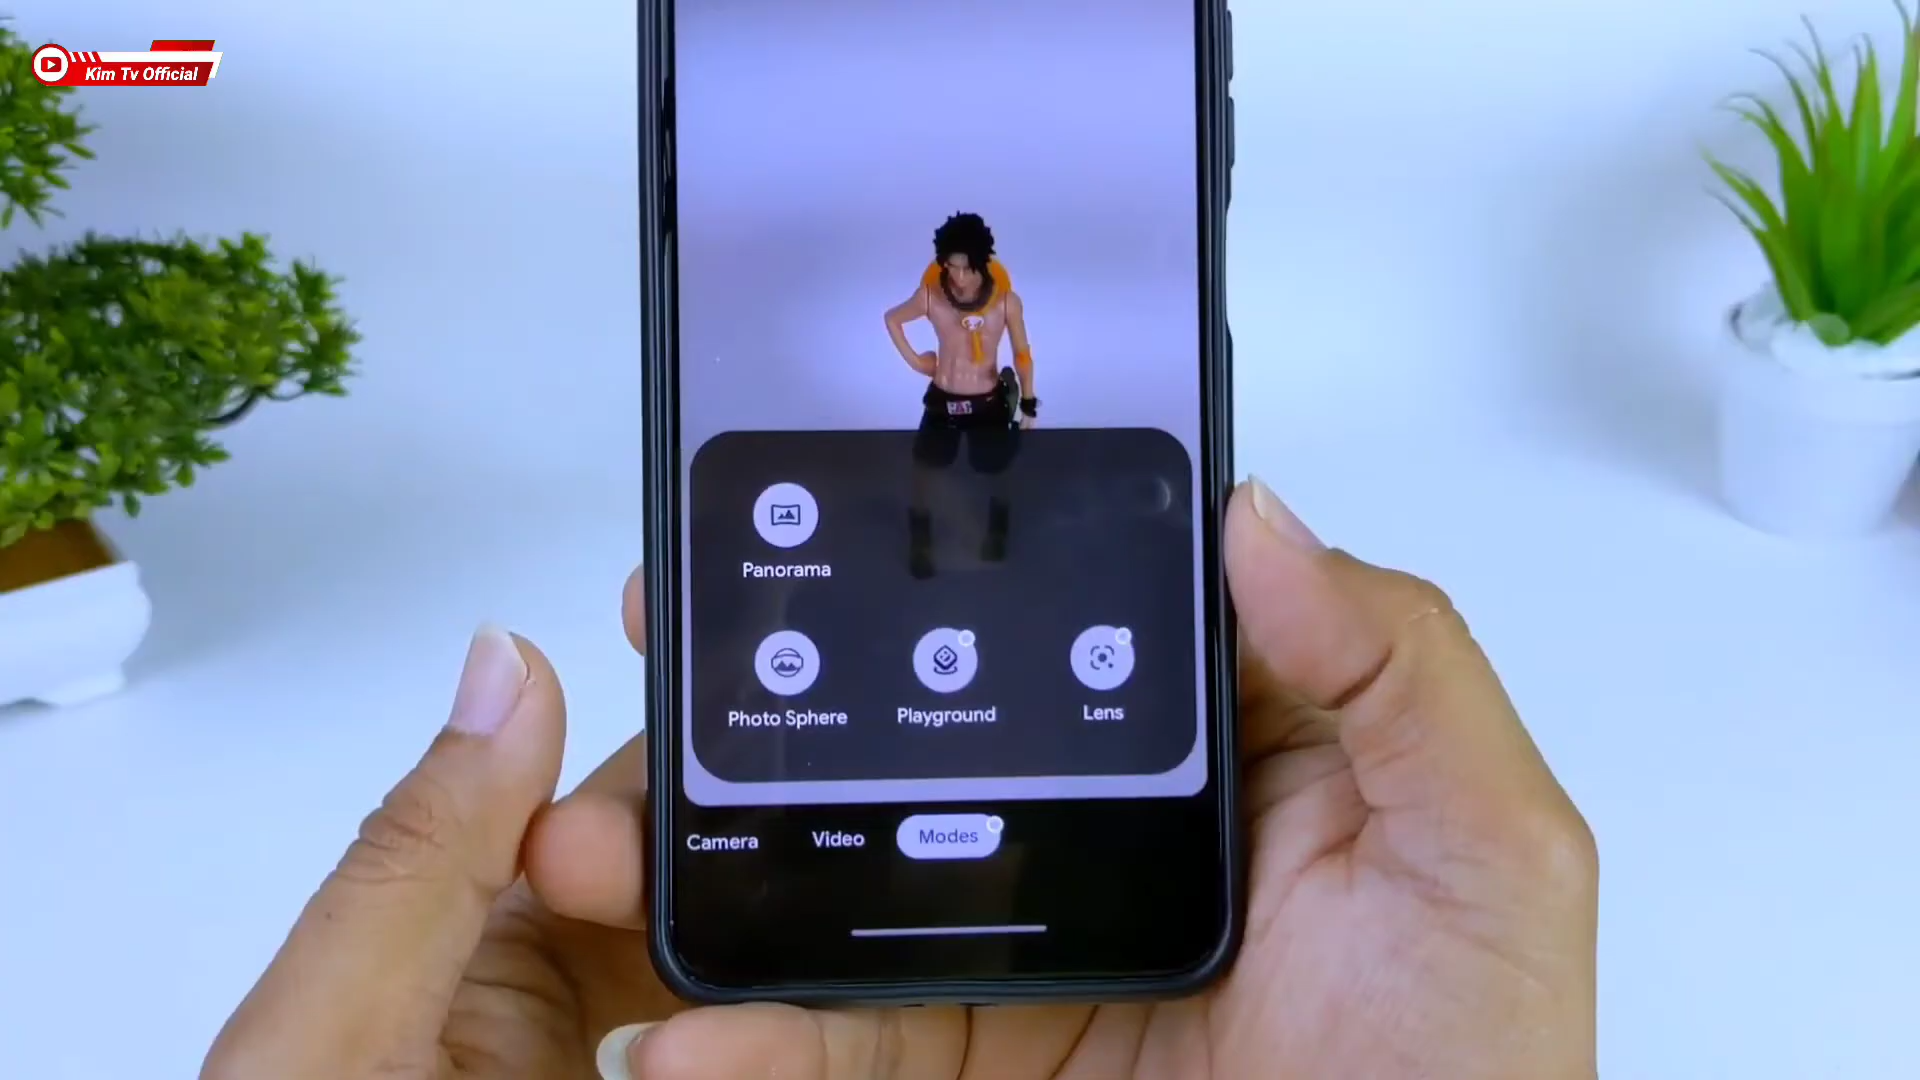 Kim Tv Official
Panorama
Photo Sphere
Playground
Lens
Camera
Video
Modes